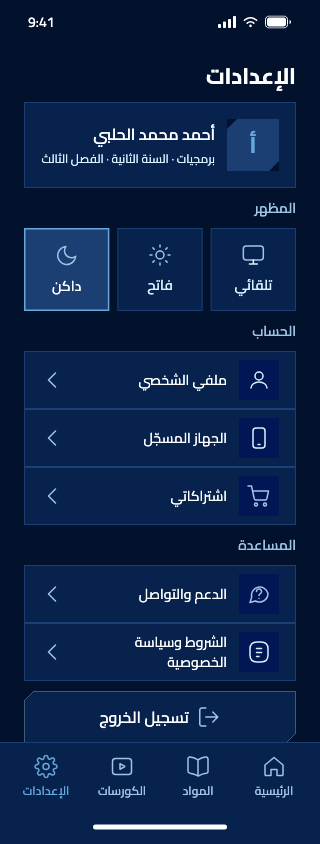 9:41
الإعدادات
أ
أحمد محمد الحلبي
برمجيات · السنة الثانية · الفصل الثالث
المظهر
تلقائي
فاتح
داكن
الحساب
ملفي الشخصي
الجهاز المسجّل
اشتراكاتي
المساعدة
الدعم والتواصل
الشروط وسياسة
الخصوصية
تسجيل الخروج
الرئيسية
المواد
الكورسات
الإعدادات